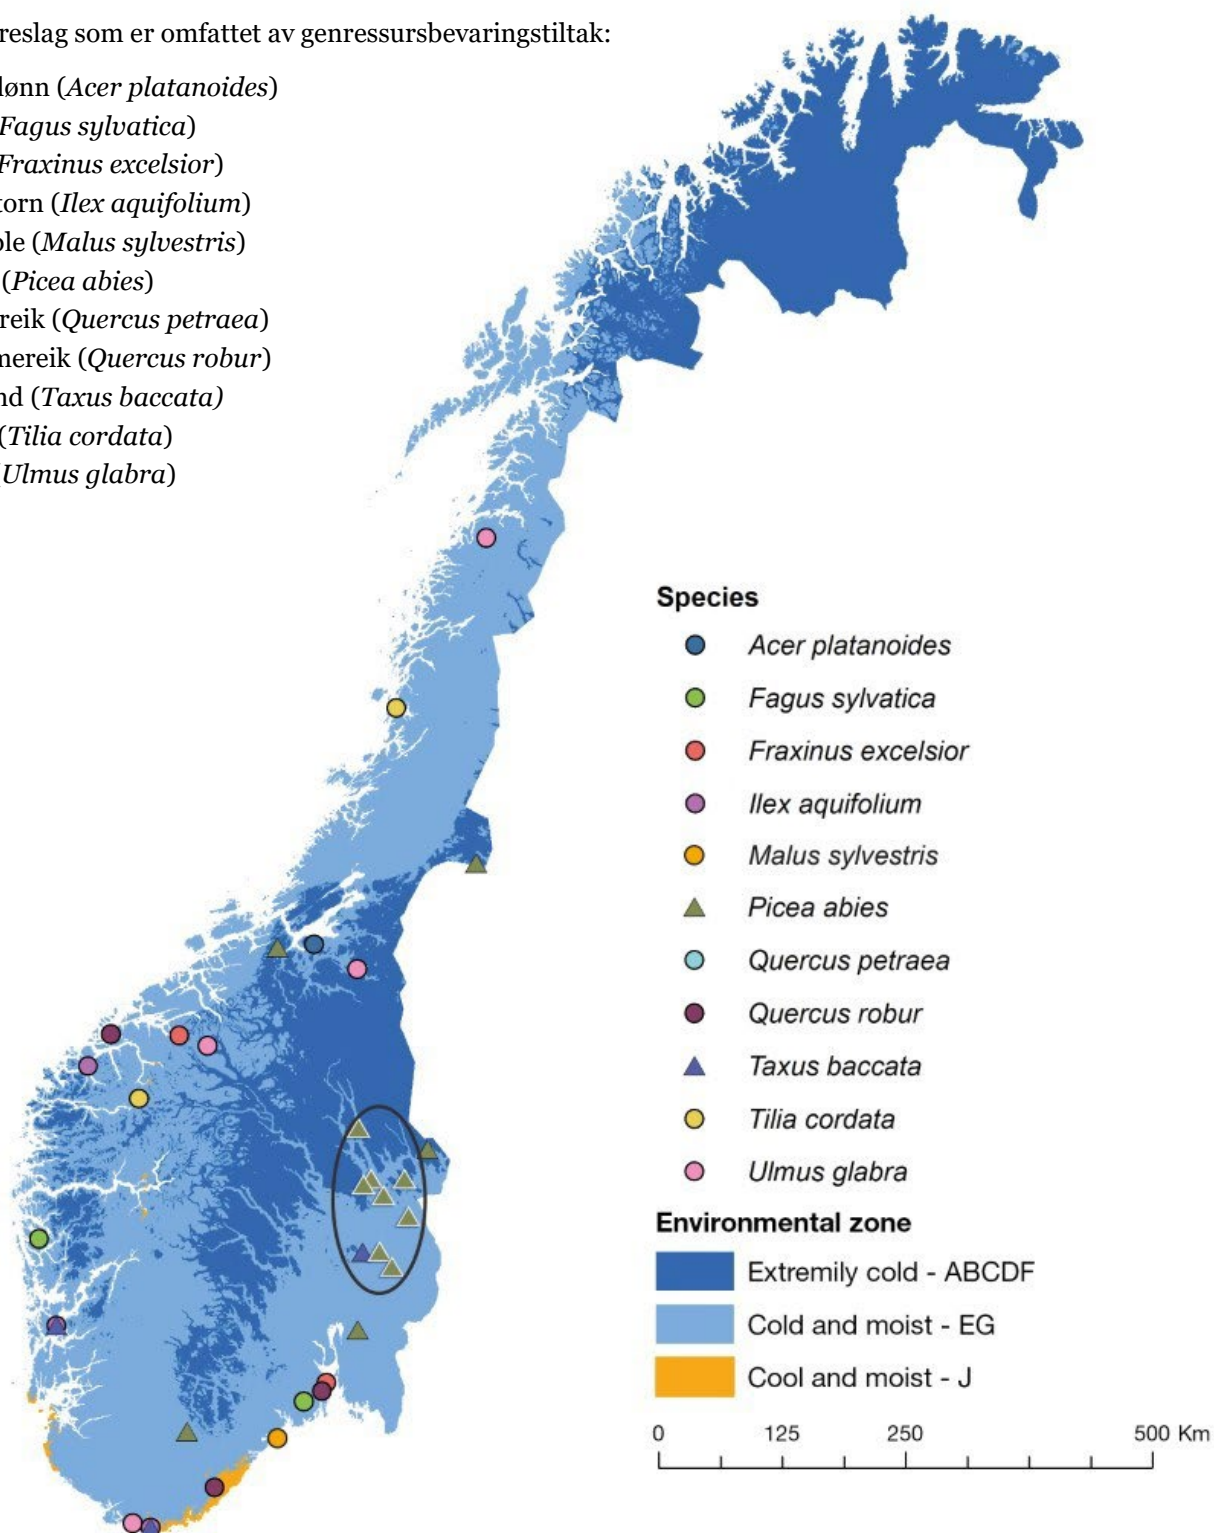 reslag som er omfattet av genressursbevaringstiltak:
lønn (Acer platanoides)
Fagus sylvatica)
Fraxinus excelsior)
torn (Ilex aquifolium)
ple (Malus sylvestris)
(Picea abies)
reik (Quercus petraea)
mereik (Quercus robur)
nd (Taxus baccata)
(Tilia cordata)
Ulmus glabra)
Species
Acer platanoides
Fagus sylvatica
Fraxinus excelsior
Ilex aquifolium
Malus sylvestris
Picea abies
Quercus petraea
Quercus robur
Taxus baccata
Tilia cordata
Ulmus glabra
Environmental zone
Extremily cold - ABCDF
Cold and moist - EG
Cool and moist - J
0 125 250 500 Km